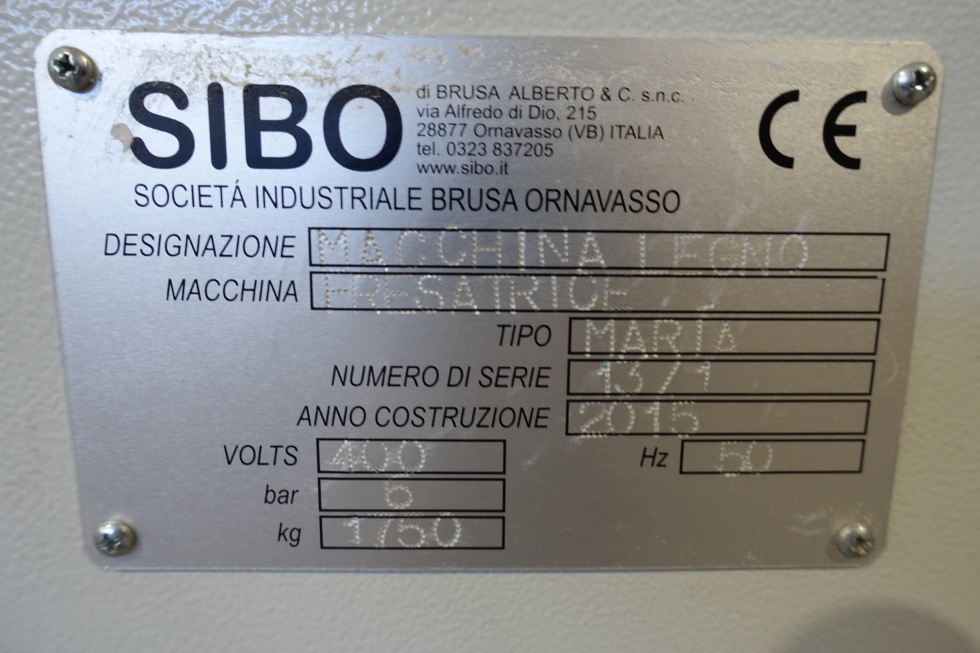 SIBO
di BRUSA ALBERTO & C. s.n.c.
via Alfredo di Dio, 215
28877 Ornavasso (VB) ITALIA
tel. 0323 837205
www.sibo.it
CE
SOCIETÁ INDUSTRIALE BRUSA ORNAVASSO
DESIGNAZIONE MACCHINA LEGNO
MACCHINA FRESATRICE
TIPO MARIA
NUMERO DI SERIE 13/1
ANNO COSTRUZIONE 2015
VOLTS 400 Hz 50
bar 6
kg 1750